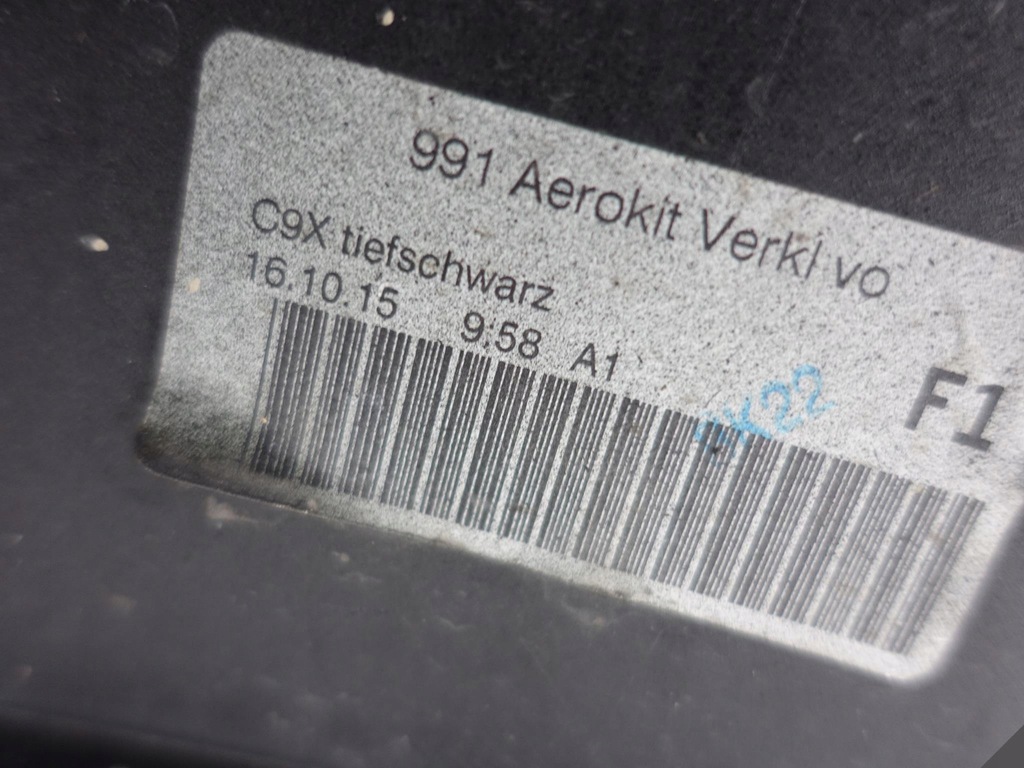 991 Aerokit Verkl vo
C9X tiefschwarz
16.10.15 9:58 A1
F1